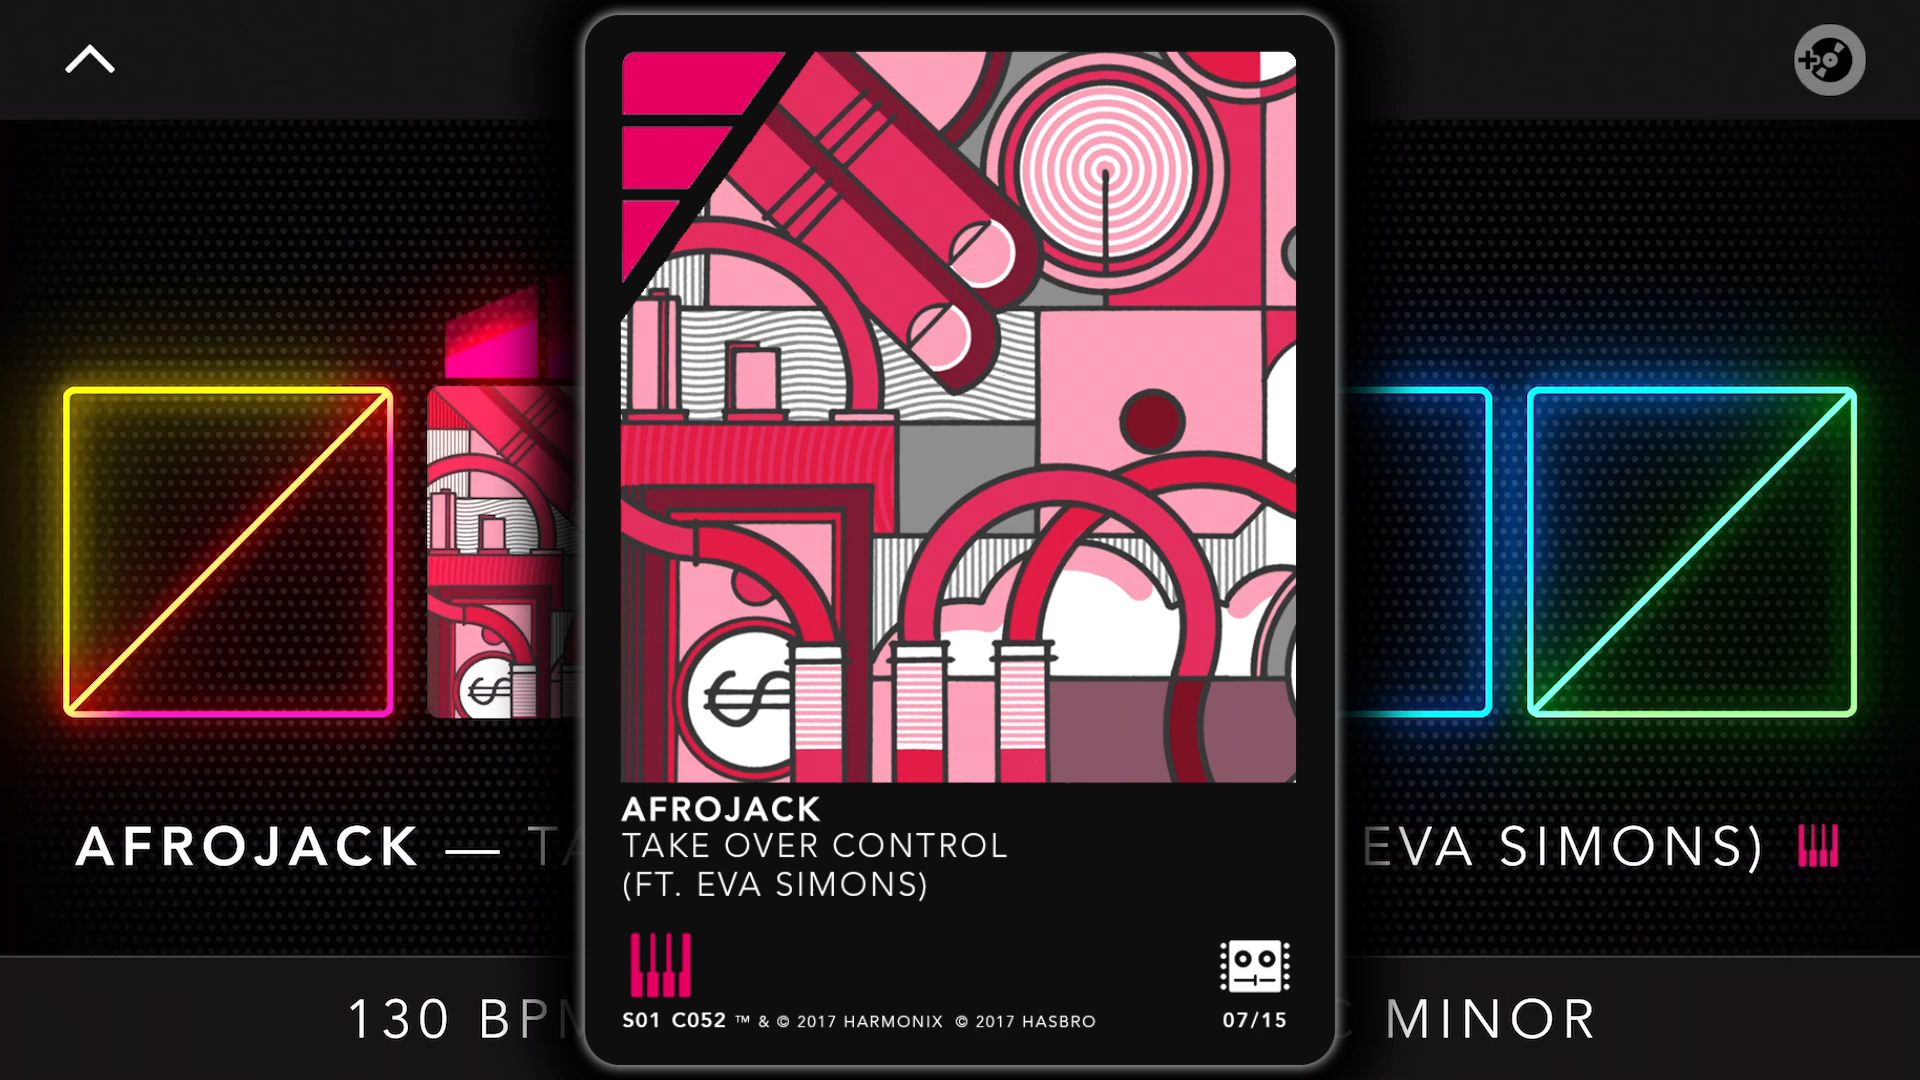 AFROJACK
TAKE OVER CONTROL
(FT. EVA SIMONS)
S01 C052 ™ & © 2017 HARMONIX © 2017 HASBRO
07/15
AFROJACK —
EVA SIMONS)
130 BPM
C MINOR